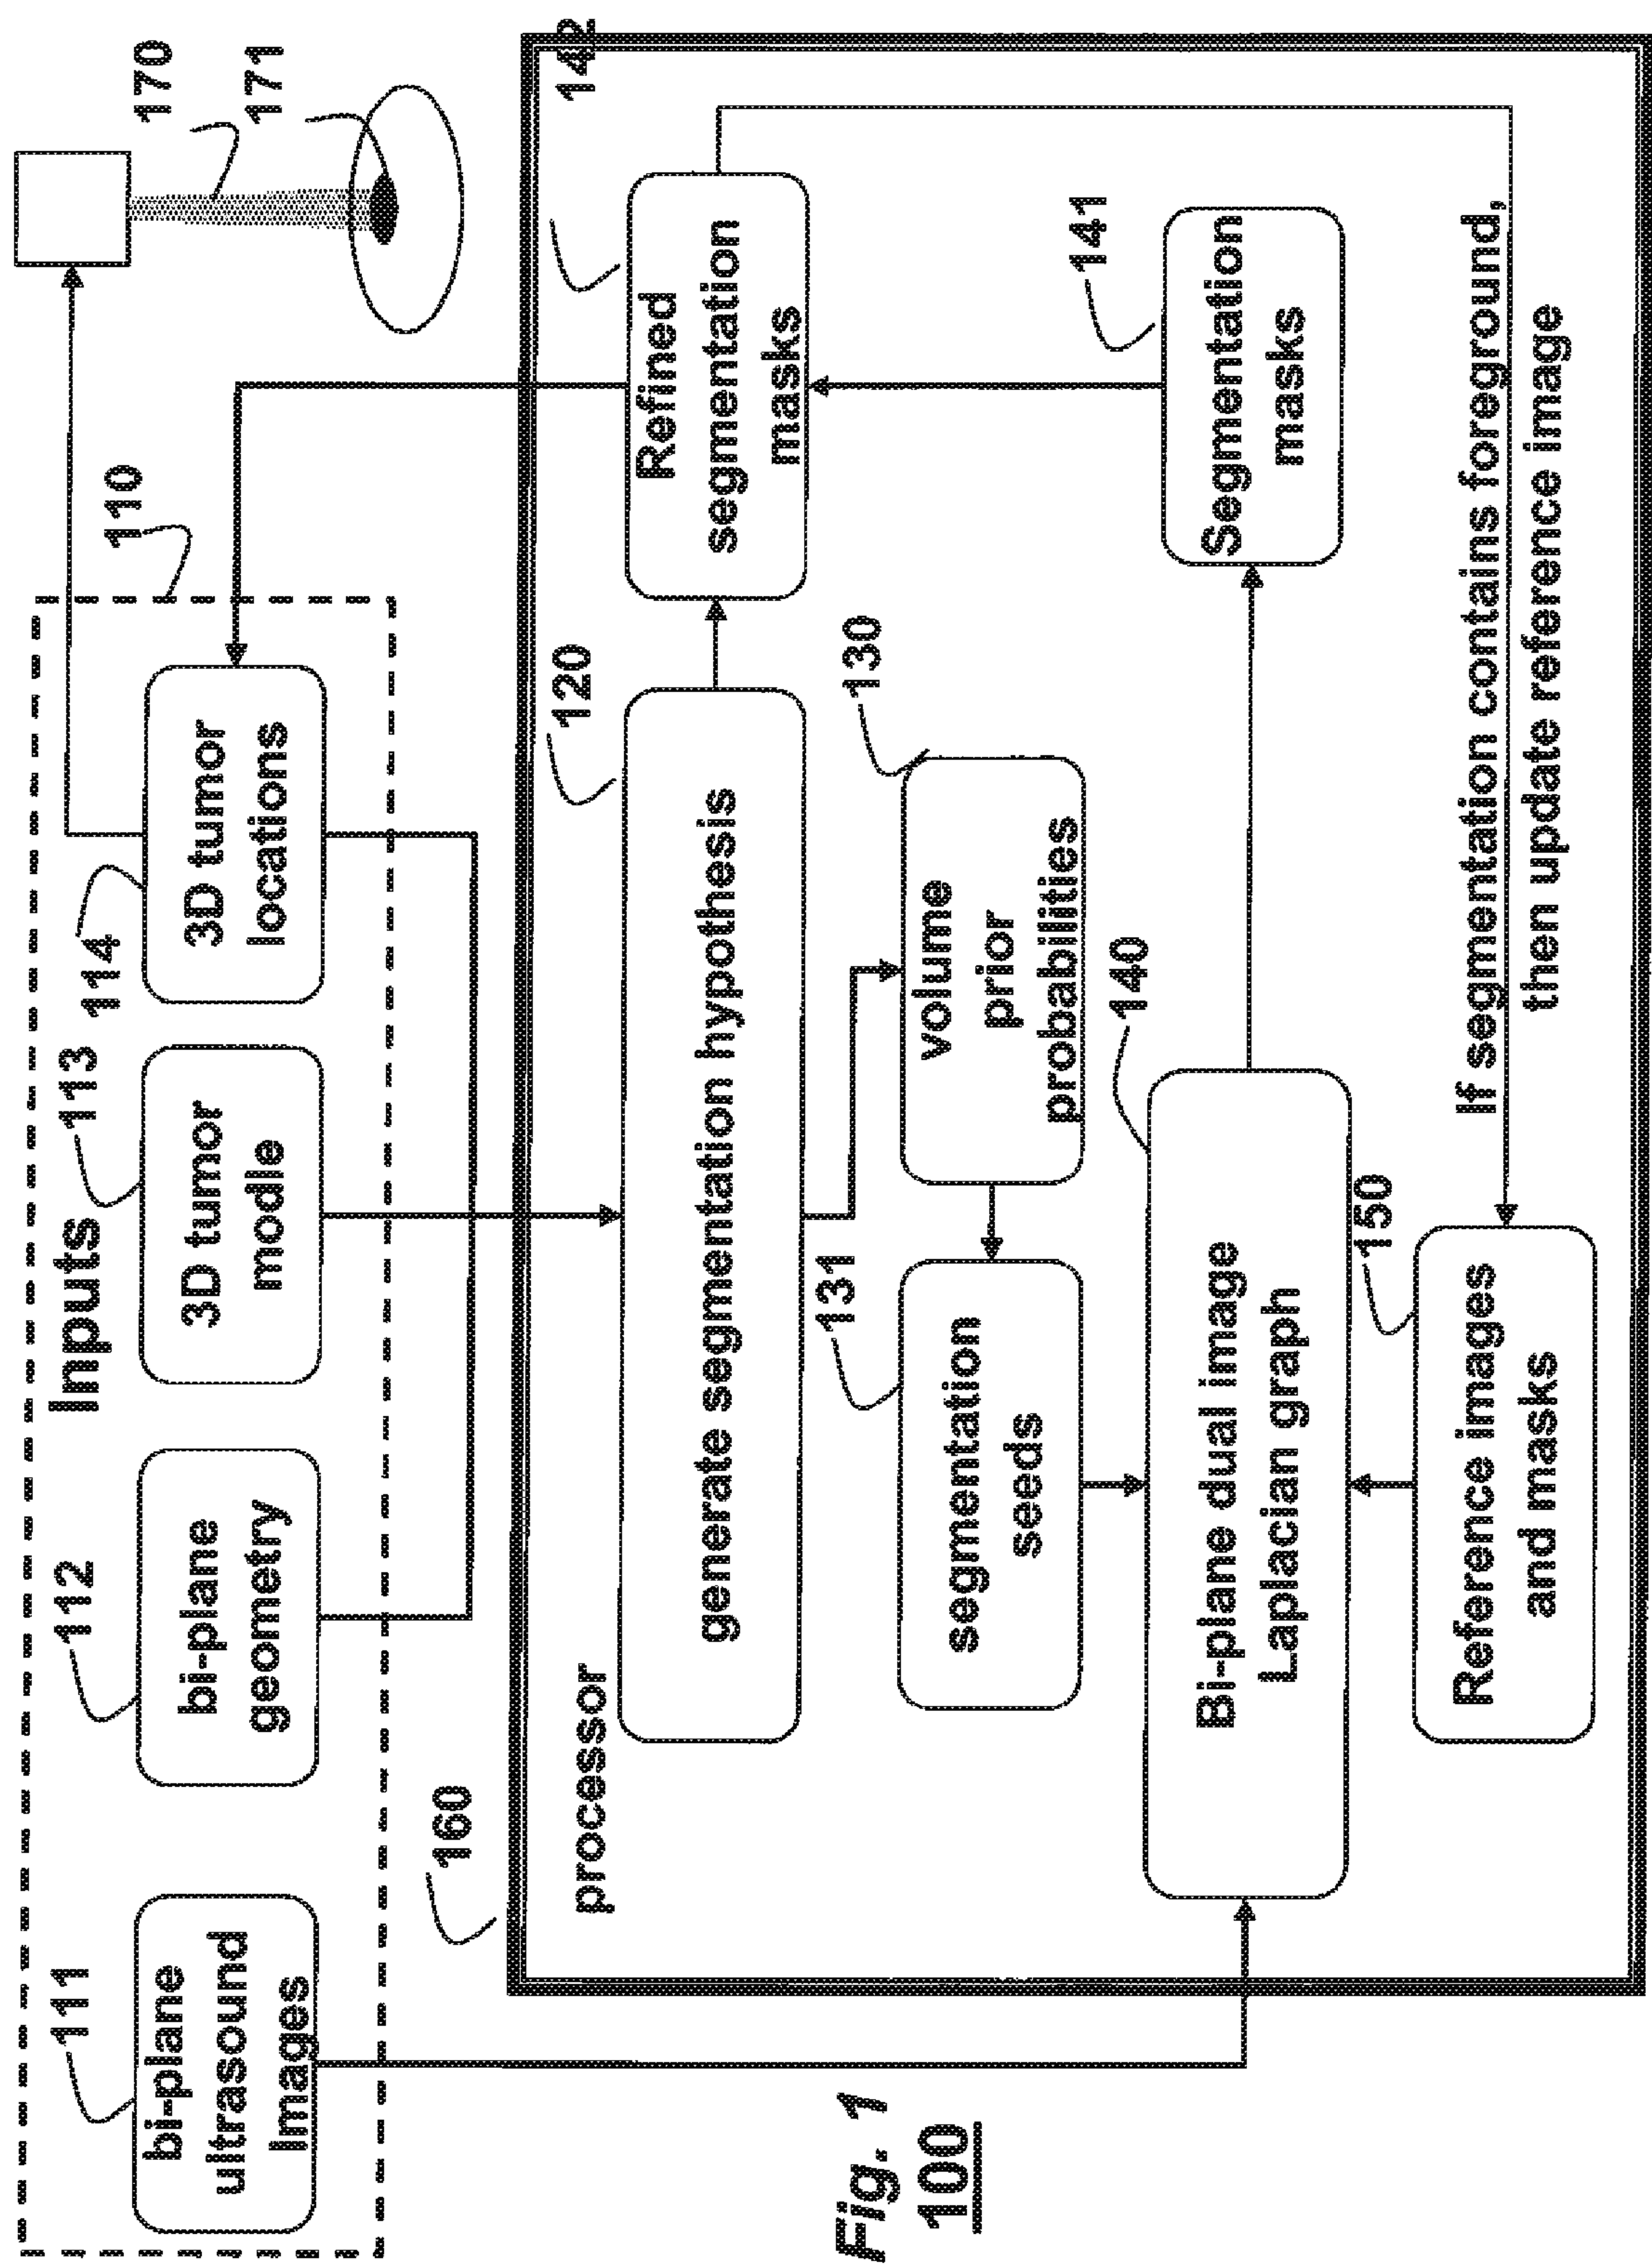 Inputs
110
111
bi-plane
ultrasound
Images
112
bi-plane
geometry
113
3D tumor
modle
114
3D tumor
locations
170
171
160
processor
120
generate segmentation hypothesis
142
Refined
segmentation
masks
130
volume
prior
probabilities
131
segmentation
seeds
140
Bi-plane dual image
Laplacian graph
141
Segmentation
masks
150
Reference images
and masks
If segmentation contains foreground,
then update reference image
Fig. 1
100